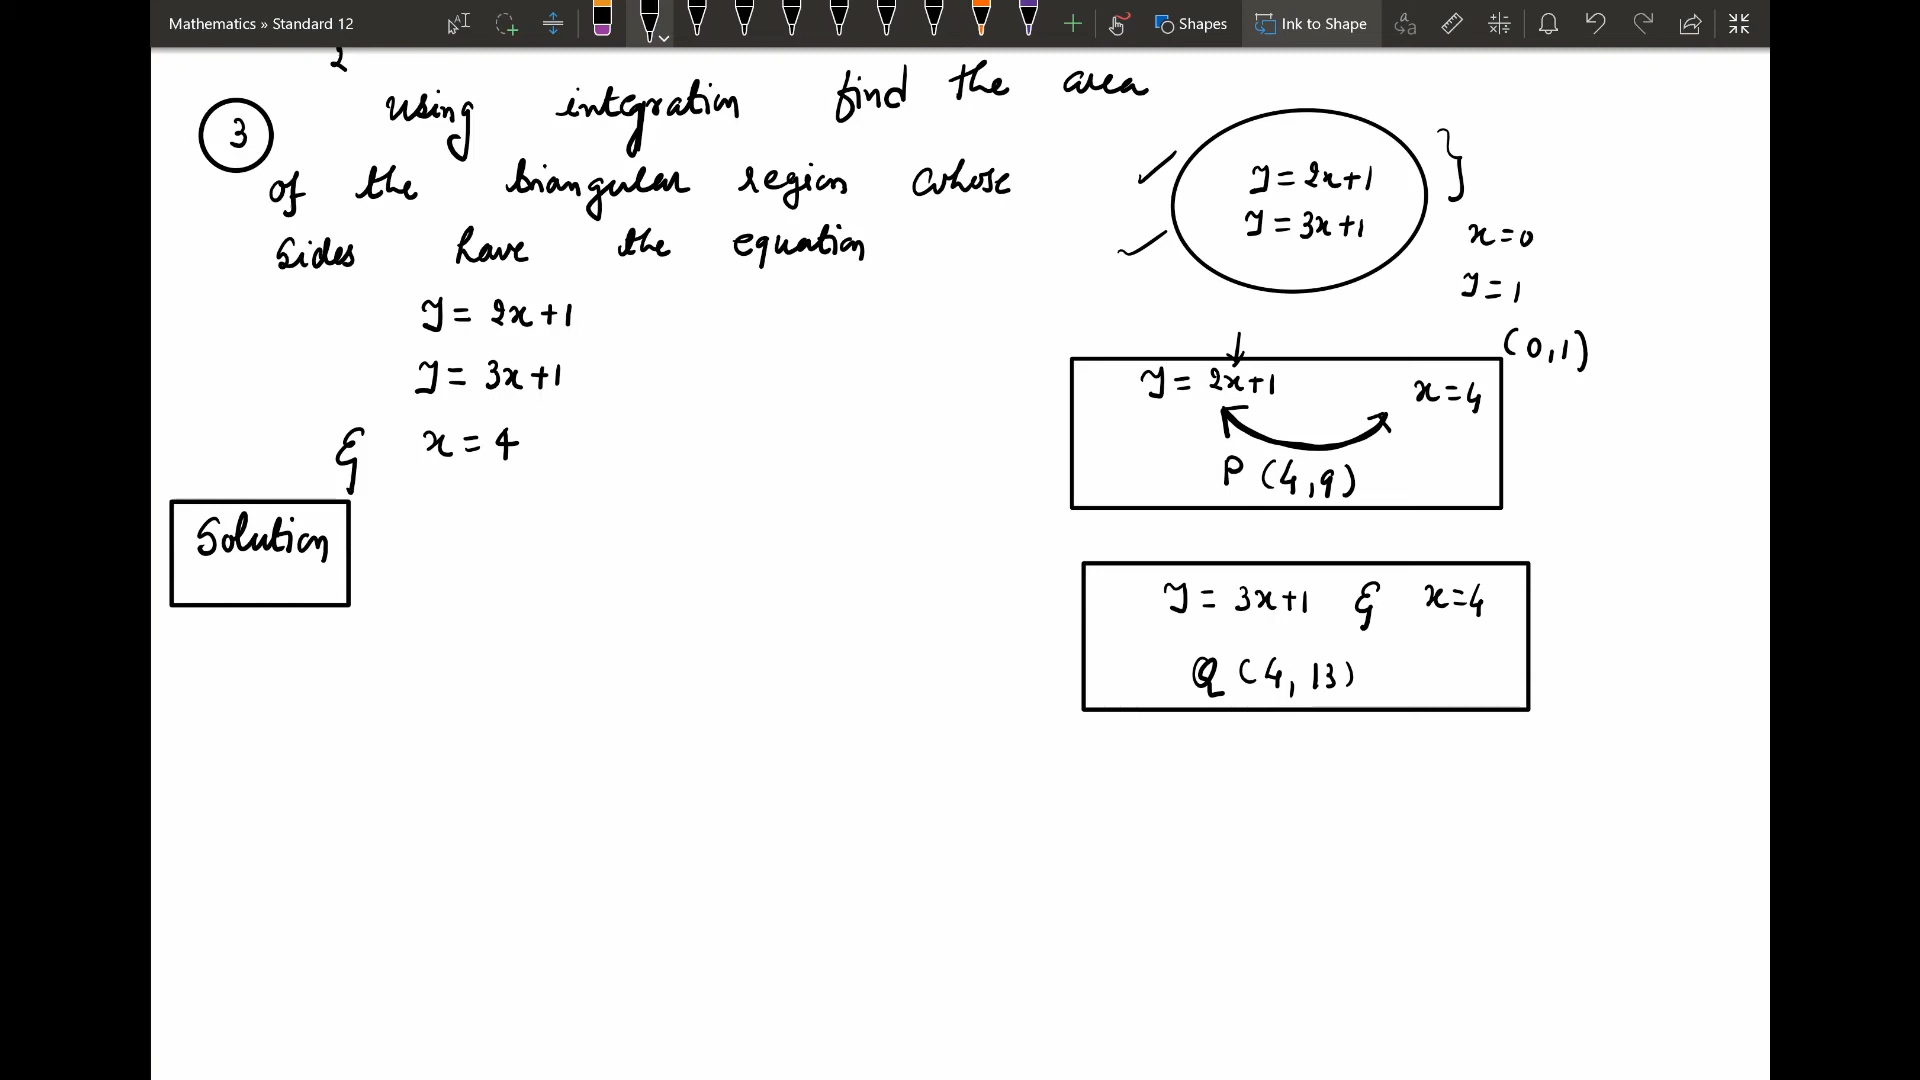 Mathematics » Standard 12
Shapes
Ink to Shape
2
3 using integration find the area
of the triangular region whose
sides have the equation
y = 2x+1
y = 3x+1
& x = 4
Solution
y = 2x+1
y = 3x+1
x=0
y=1
(0,1)
y = 2x+1 x=4
P (4,9)
y = 3x+1 & x=4
Q (4,13)